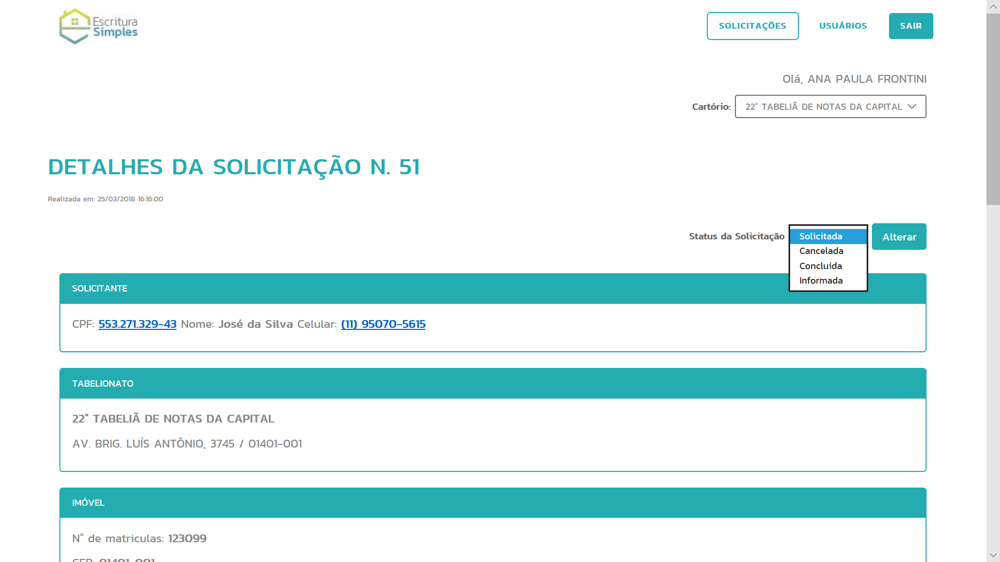 Escritura
Simples
SOLICITAÇÕES USUÁRIOS SAIR
Olá, ANA PAULA FRONTINI
Cartório: 22° TABELIÃ DE NOTAS DA CAPITAL
DETALHES DA SOLICITAÇÃO N. 51
Realizada em: 25/03/2018 16:16:00
Status da Solicitação Solicitada Alterar
Cancelada
Concluída
Informada
SOLICITANTE
CPF: 553.271.329-43 Nome: José da Silva Celular: (11) 95070-5615
TABELIONATO
22° TABELIÃ DE NOTAS DA CAPITAL
AV. BRIG. LUÍS ANTÔNIO, 3745 / 01401-001
IMÓVEL
N° de matriculas: 123099
CEP: 01401-001